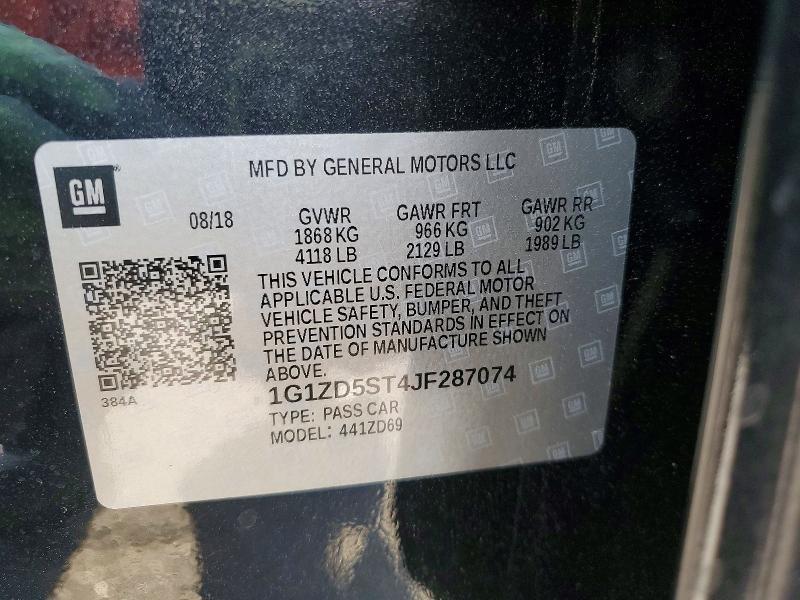 GM
MFD BY GENERAL MOTORS LLC
08/18
GVWR
1868 KG
4118 LB
GAWR FRT
966 KG
2129 LB
GAWR RR
902 KG
1989 LB
THIS VEHICLE CONFORMS TO ALL
APPLICABLE U.S. FEDERAL MOTOR
VEHICLE SAFETY, BUMPER, AND THEFT
PREVENTION STANDARDS IN EFFECT ON
THE DATE OF MANUFACTURE SHOWN
ABOVE.
384A
1G1ZD5ST4JF287074
TYPE: PASS CAR
MODEL: 441ZD69